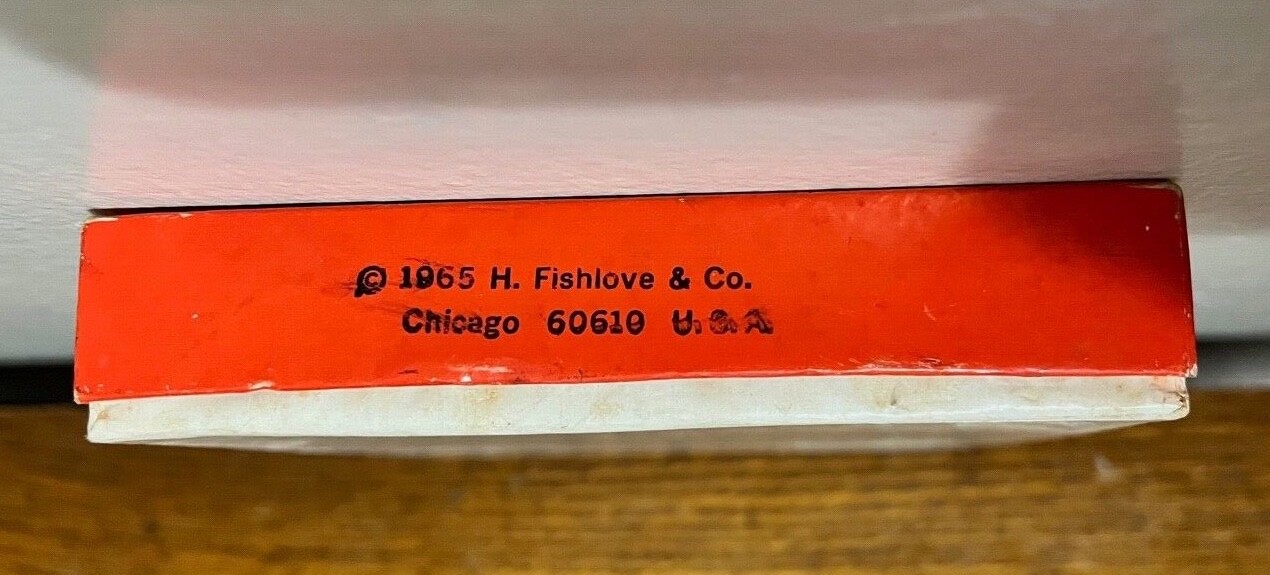 © 1965 H. Fishlove & Co.
Chicago 60610 U.S.A.